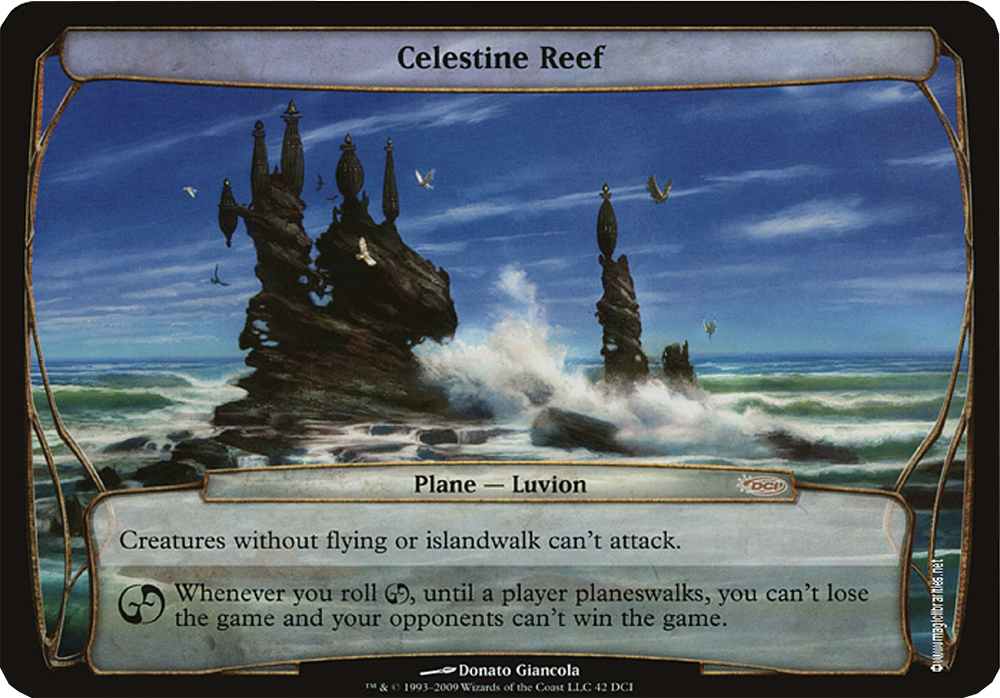 Celestine Reef
Plane — Luvion
DCI
Creatures without flying or islandwalk can't attack.
Whenever you roll , until a player planeswalks, you can't lose
the game and your opponents can't win the game.
Donato Giancola
™ & © 1993–2009 Wizards of the Coast LLC 42 DCI
© www.magiclibrarities.net